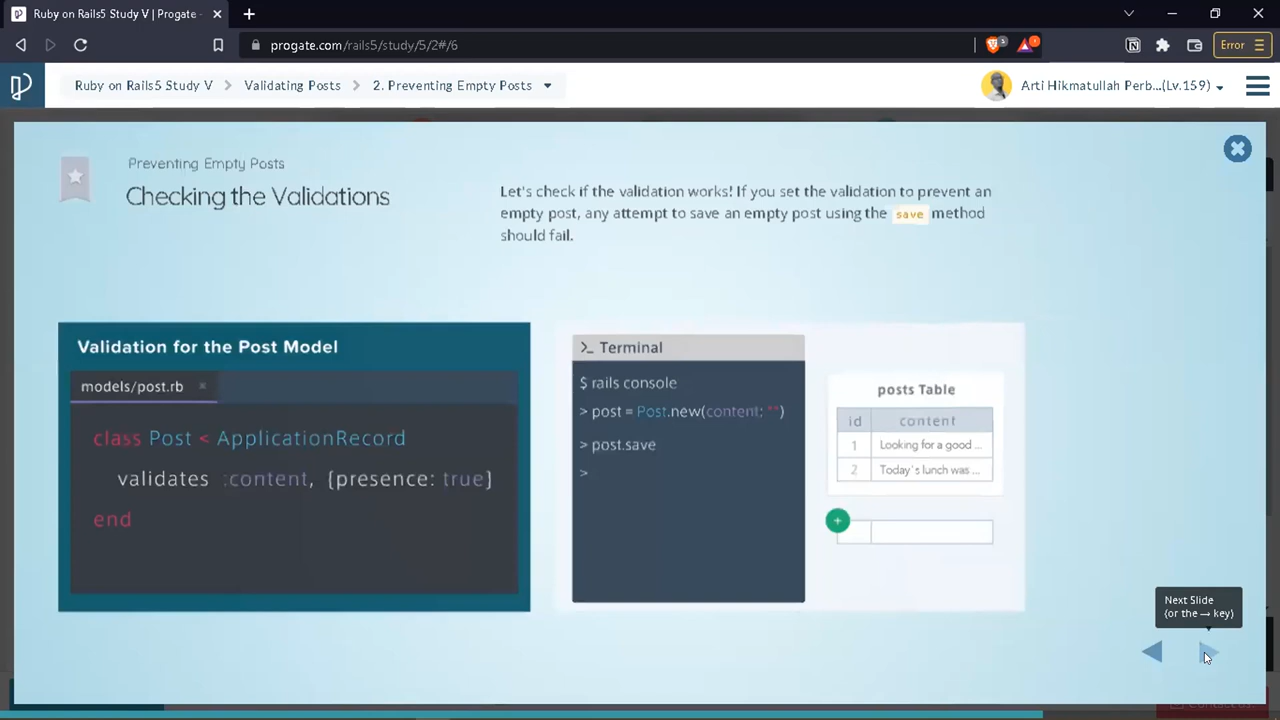 Ruby on Rails5 Study V | Progate -
progate.com/rails5/study/5/2#/6
Error
Ruby on Rails5 Study V
Validating Posts
2. Preventing Empty Posts
Arti Hikmatullah Perb...(Lv.159)
Preventing Empty Posts
Checking the Validations
Let's check if the validation works! If you set the validation to prevent an
empty post, any attempt to save an empty post using the save method
should fail.
Validation for the Post Model
models/post.rb ×
class Post < ApplicationRecord
validates :content, {presence: true}
end
>_ Terminal
$ rails console
> post = Post.new(content: "")
> post.save
>
posts Table
id content
1 Looking for a good ...
2 Today's lunch was ...
+
Next Slide
(or the → key)
Contact us!